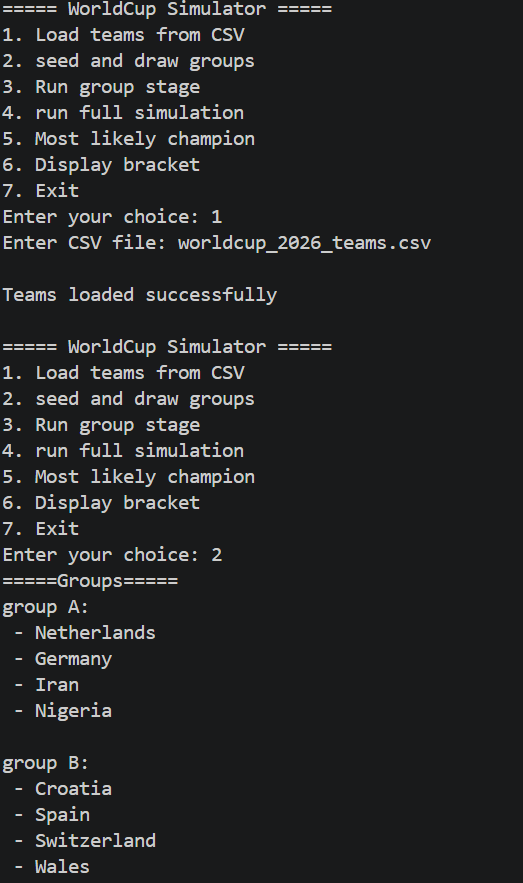 ===== WorldCup Simulator =====
1. Load teams from CSV
2. seed and draw groups
3. Run group stage
4. run full simulation
5. Most likely champion
6. Display bracket
7. Exit
Enter your choice: 1
Enter CSV file: worldcup_2026_teams.csv
Teams loaded successfully
===== WorldCup Simulator =====
1. Load teams from CSV
2. seed and draw groups
3. Run group stage
4. run full simulation
5. Most likely champion
6. Display bracket
7. Exit
Enter your choice: 2
=====Groups=====
group A:
 - Netherlands
 - Germany
 - Iran
 - Nigeria
group B:
 - Croatia
 - Spain
 - Switzerland
 - Wales